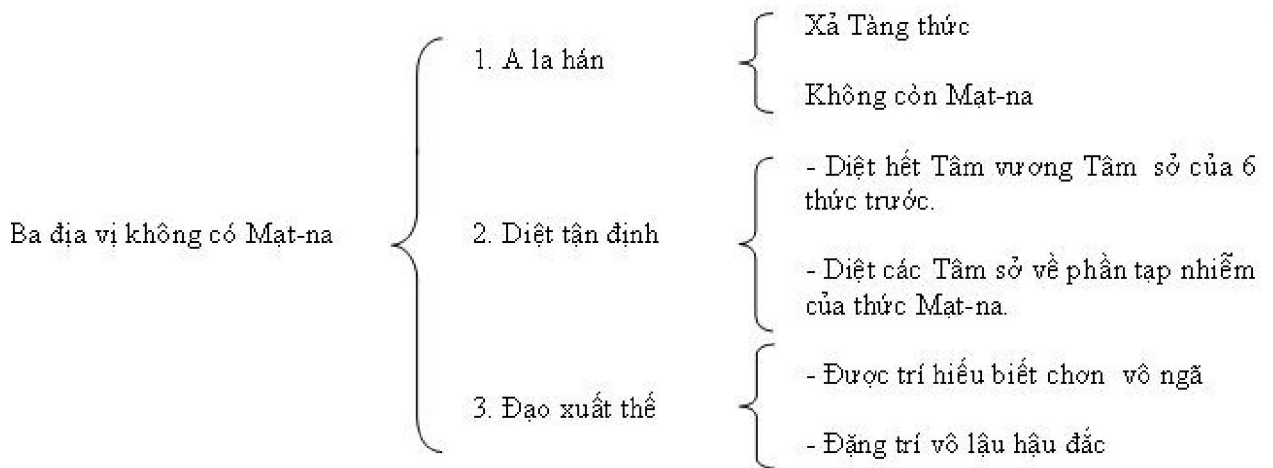 Ba địa vị không có Mạt-na
1. A la hán
Xả Tàng thức
Không còn Mạt-na
2. Diệt tận định
- Diệt hết Tâm vương Tâm sở của 6
thức trước.
- Diệt các Tâm sở về phần tạp nhiễm
của thức Mạt-na.
3. Đạo xuất thế
- Được trí hiểu biết chơn vô ngã
- Đặng trí vô lậu hậu đắc